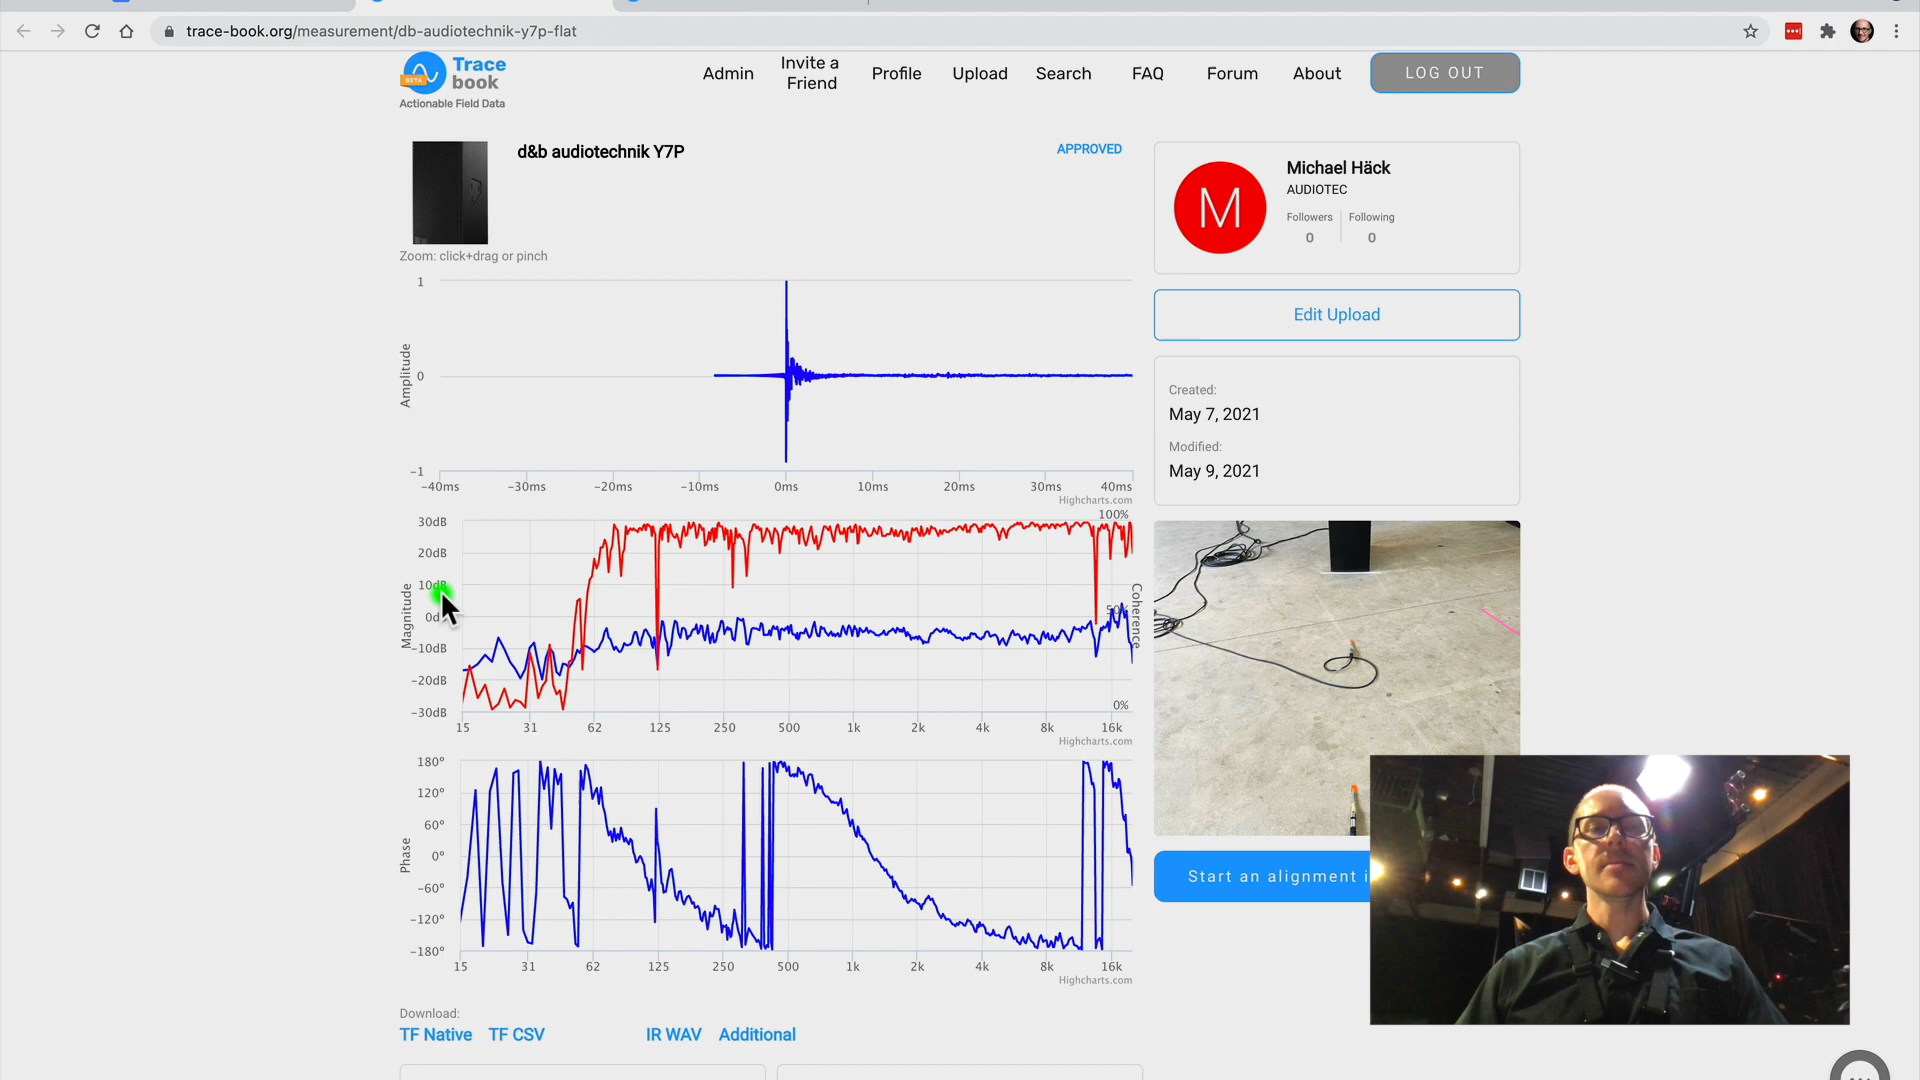 trace-book.org/measurement/db-audiotechnik-y7p-flat
Trace
book
BETA
Actionable Field Data
Admin
Invite a
Friend
Profile
Upload
Search
FAQ
Forum
About
LOG OUT
d&b audiotechnik Y7P
APPROVED
Zoom: click+drag or pinch
Michael Häck
AUDIOTEC
Followers
Following
0
0
M
Edit Upload
Created:
May 7, 2021
Modified:
May 9, 2021
Amplitude
1
0
−1
−40ms −30ms −20ms −10ms 0ms 10ms 20ms 30ms 40ms
Highcharts.com
Magnitude
30dB
20dB
10dB
0dB
−10dB
−20dB
−30dB
100%
50%
0%
Coherence
15 31 62 125 250 500 1k 2k 4k 8k 16k
Highcharts.com
Phase
180°
120°
60°
0°
−60°
−120°
−180°
15 31 62 125 250 500 1k 2k 4k 8k 16k
Highcharts.com
Start an alignment i
Download:
TF Native TF CSV IR WAV Additional